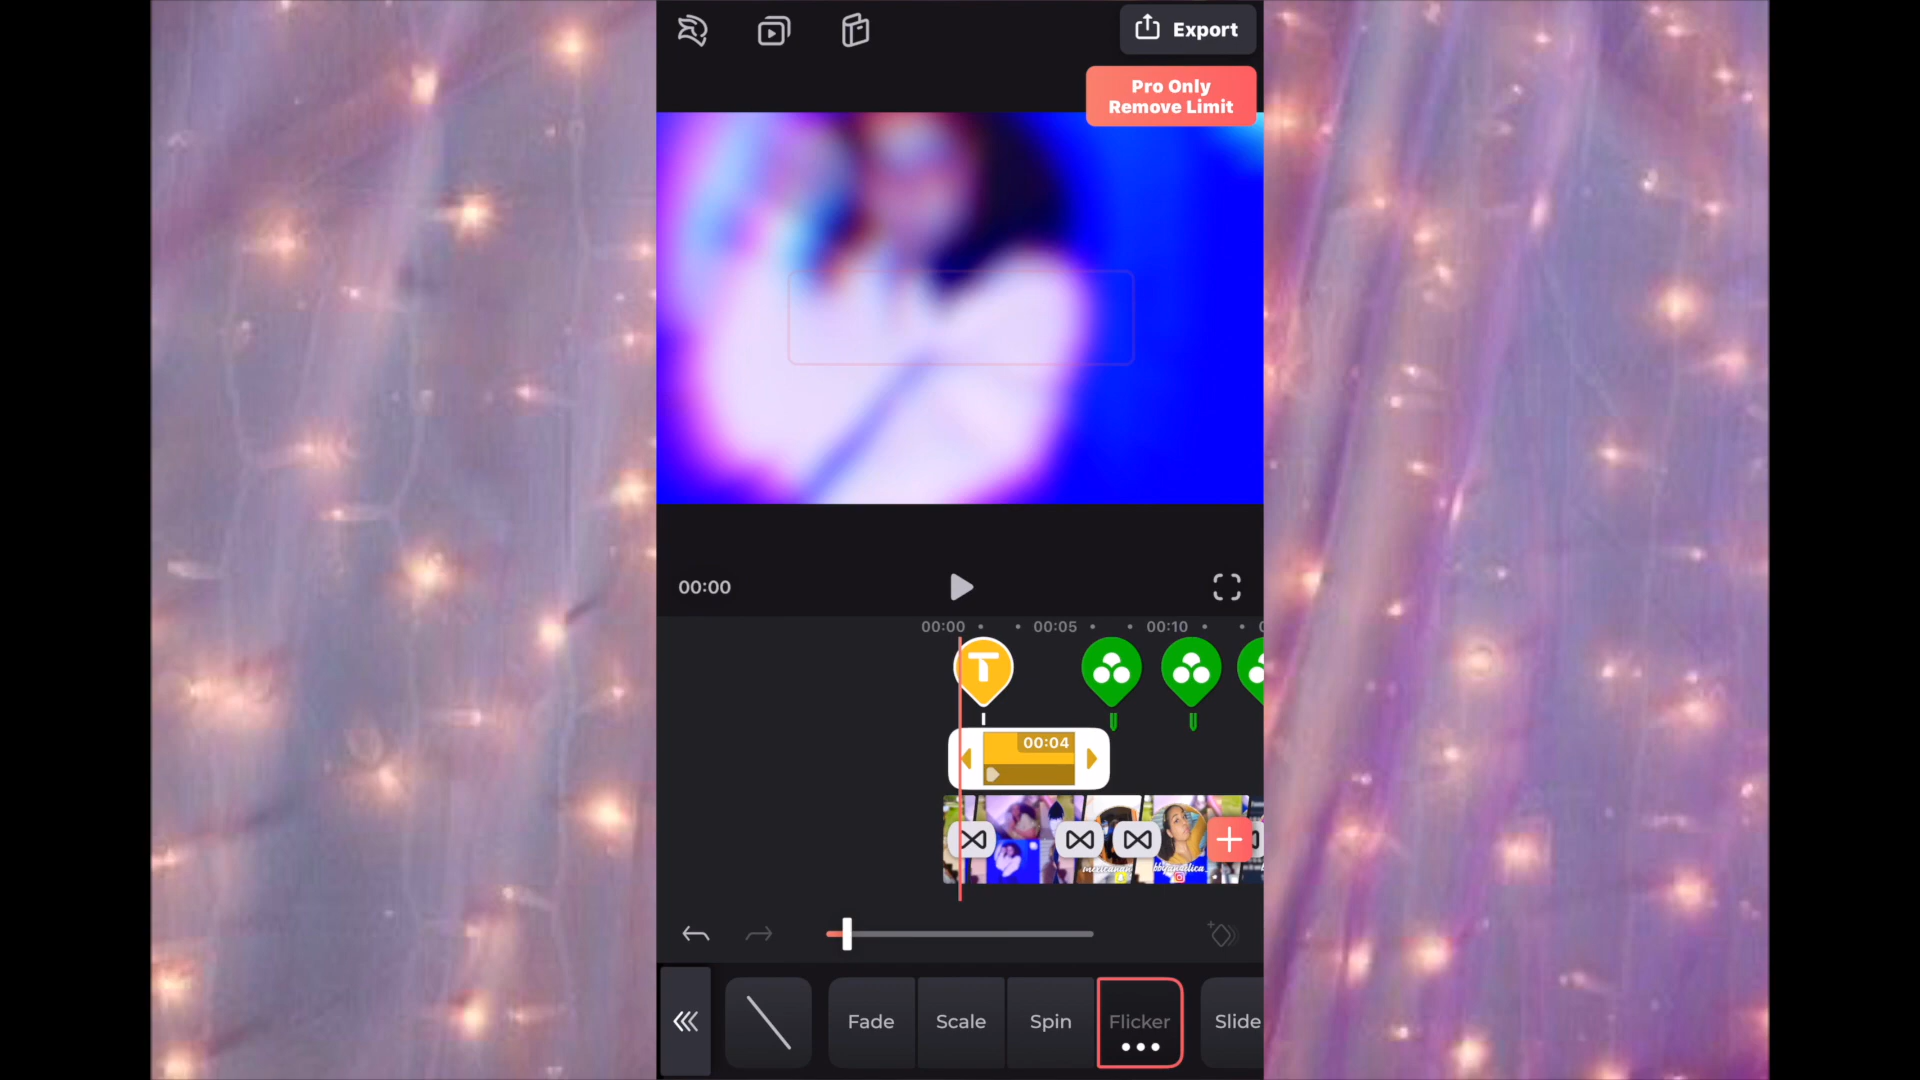 Export
Pro Only
Remove Limit
00:00
00:00
00:05
00:10
T
00:04
Fade
Scale
Spin
Flicker
Slide